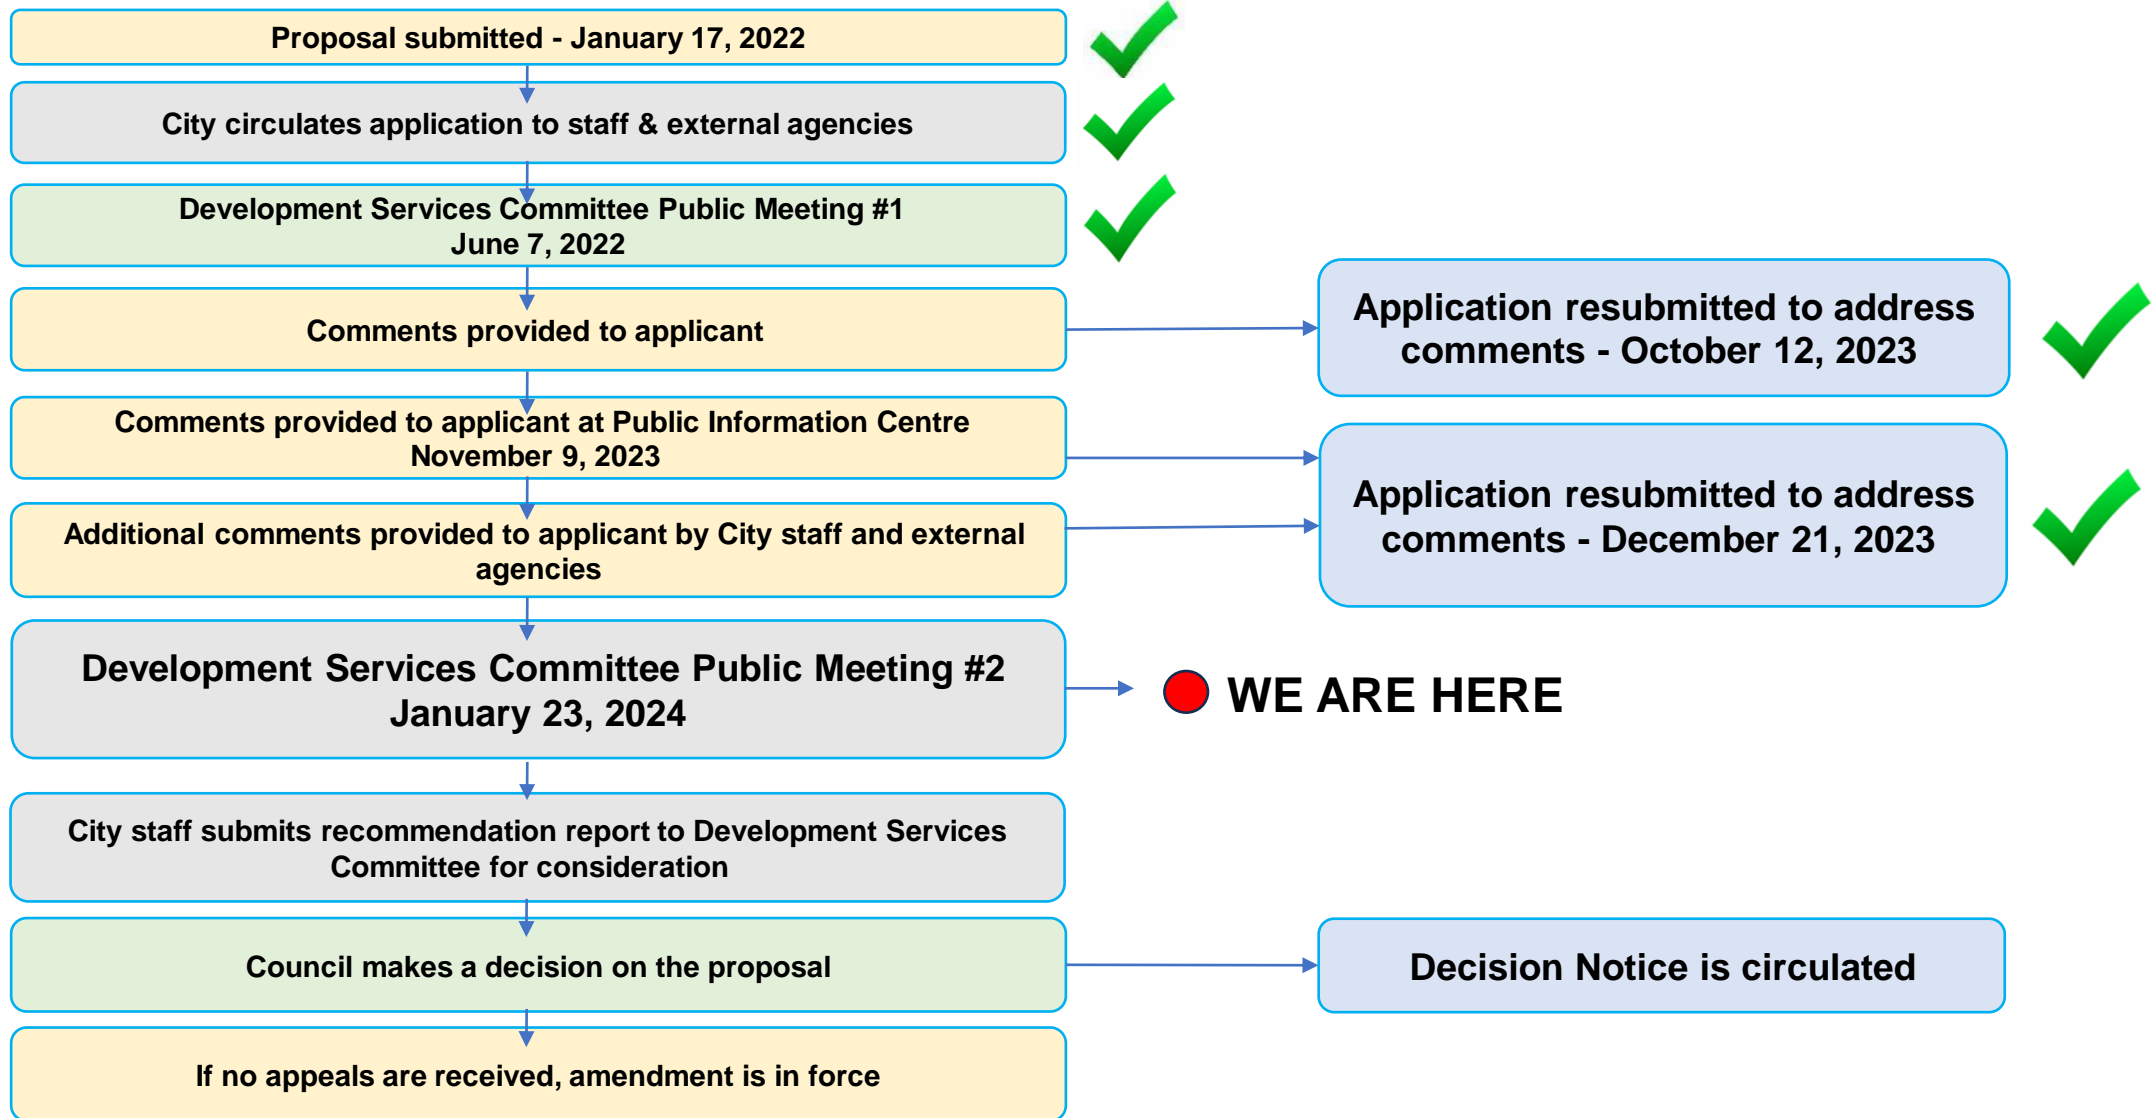 Proposal submitted - January 17, 2022
City circulates application to staff & external agencies
Development Services Committee Public Meeting #1
June 7, 2022
Comments provided to applicant
Application resubmitted to address
comments - October 12, 2023
Comments provided to applicant at Public Information Centre
November 9, 2023
Additional comments provided to applicant by City staff and external
agencies
Application resubmitted to address
comments - December 21, 2023
Development Services Committee Public Meeting #2
January 23, 2024
WE ARE HERE
City staff submits recommendation report to Development Services
Committee for consideration
Council makes a decision on the proposal
Decision Notice is circulated
If no appeals are received, amendment is in force